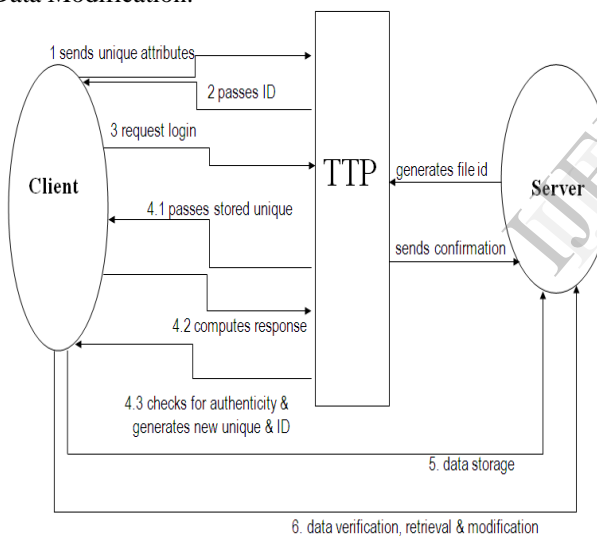 Data Modification:
1 sends unique attributes
2 passes ID
3 request login
TTP
generates file id
Client
Server
4.1 passes stored unique
sends confirmation
4.2 computes response
4.3 checks for authenticity &
generates new unique & ID
5. data storage
6. data verification, retrieval & modification